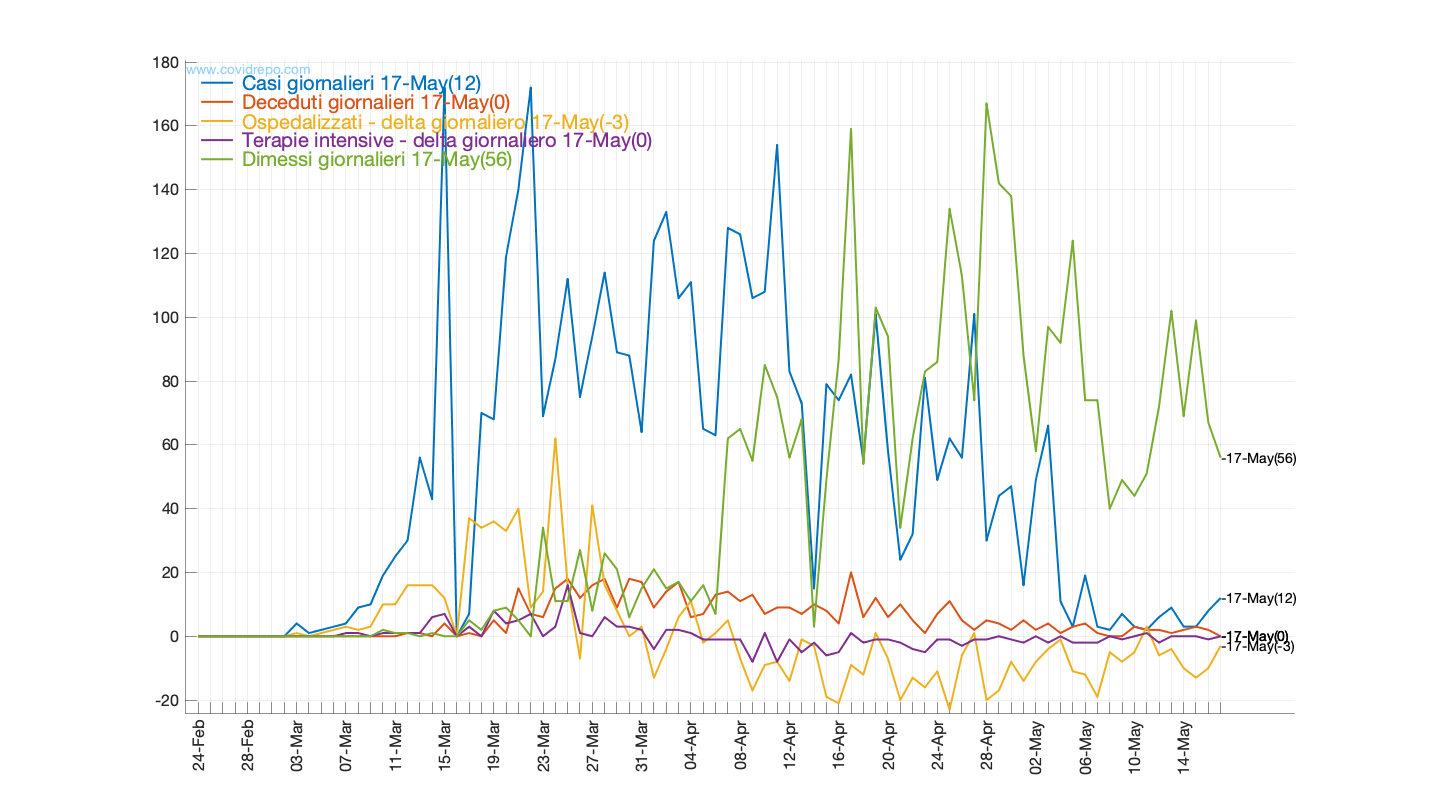 180
www.covidrepo.com
Casi giornalieri 17-May(12)
Deceduti giornalieri 17-May(0)
Ospedalizzati - delta giornaliero 17-May(-3)
Terapie intensive - delta giornaliero 17-May(0)
Dimessi giornalieri 17-May(56)
160
140
120
100
80
60
40
20
0
-20
-17-May(56)
-17-May(12)
-17-May(0)
-17-May(0)
-17-May(-3)
24-Feb
28-Feb
03-Mar
07-Mar
11-Mar
15-Mar
19-Mar
23-Mar
27-Mar
31-Mar
04-Apr
08-Apr
12-Apr
16-Apr
20-Apr
24-Apr
28-Apr
02-May
06-May
10-May
14-May